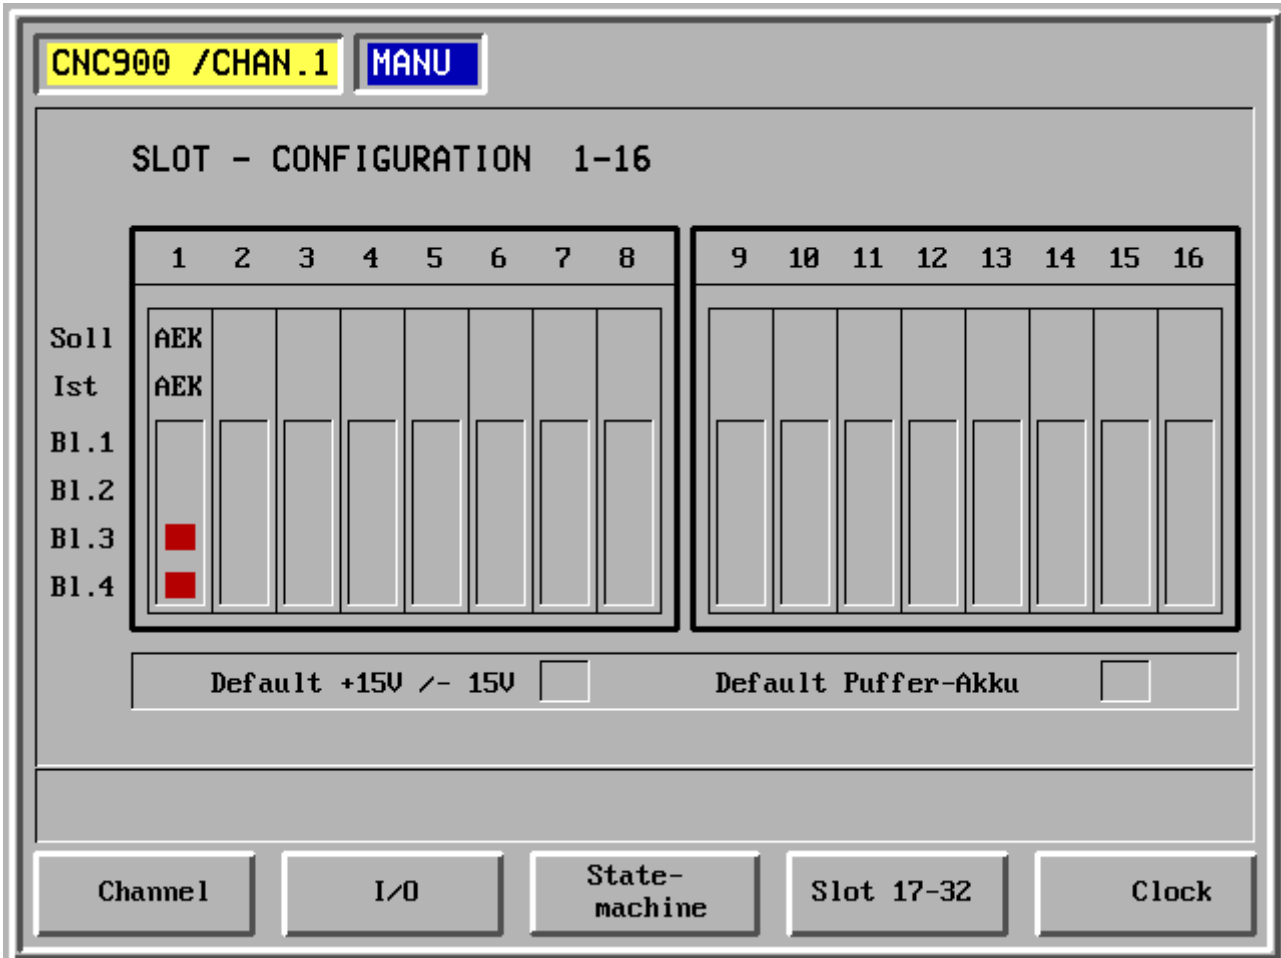 CNC900 /CHAN.1 MANU
SLOT - CONFIGURATION 1-16
1 2 3 4 5 6 7 8 9 10 11 12 13 14 15 16
Soll AEK
Ist AEK
Bl.1
Bl.2
Bl.3
Bl.4
Default +15V /- 15V Default Puffer-Akku
Channel I/O State-machine Slot 17-32 Clock